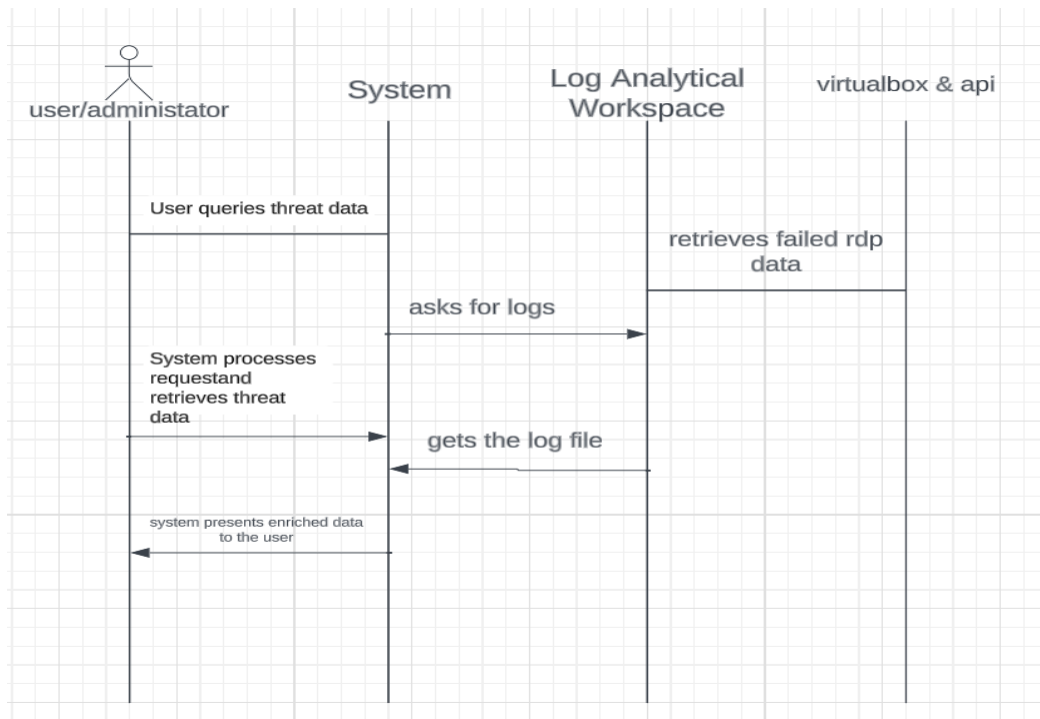 user/administator
System
Log Analytical
Workspace
virtualbox & api
User queries threat data
retrieves failed rdp
data
asks for logs
System processes
requestand
retrieves threat
data
gets the log file
system presents enriched data
to the user